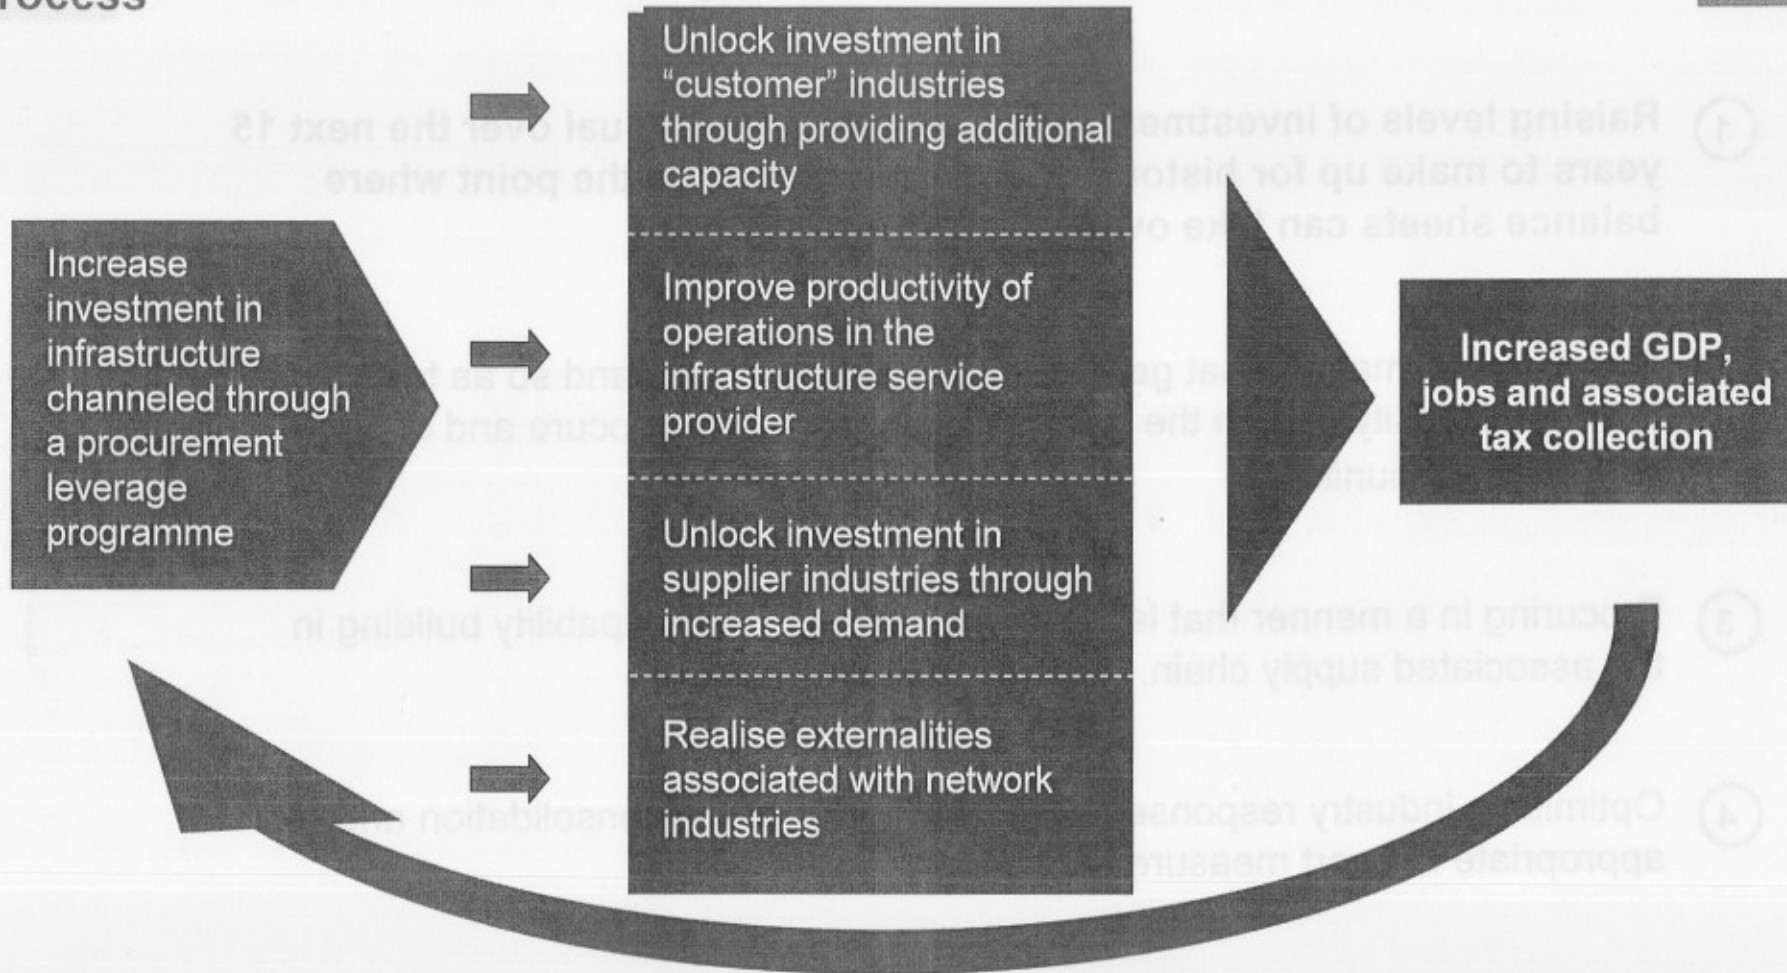 Increase
investment in
infrastructure
channeled through
a procurement
leverage
programme
Unlock investment in
“customer” industries
through providing additional
capacity
Improve productivity of
operations in the
infrastructure service
provider
Unlock investment in
supplier industries through
increased demand
Realise externalities
associated with network
industries
Increased GDP,
jobs and associated
tax collection